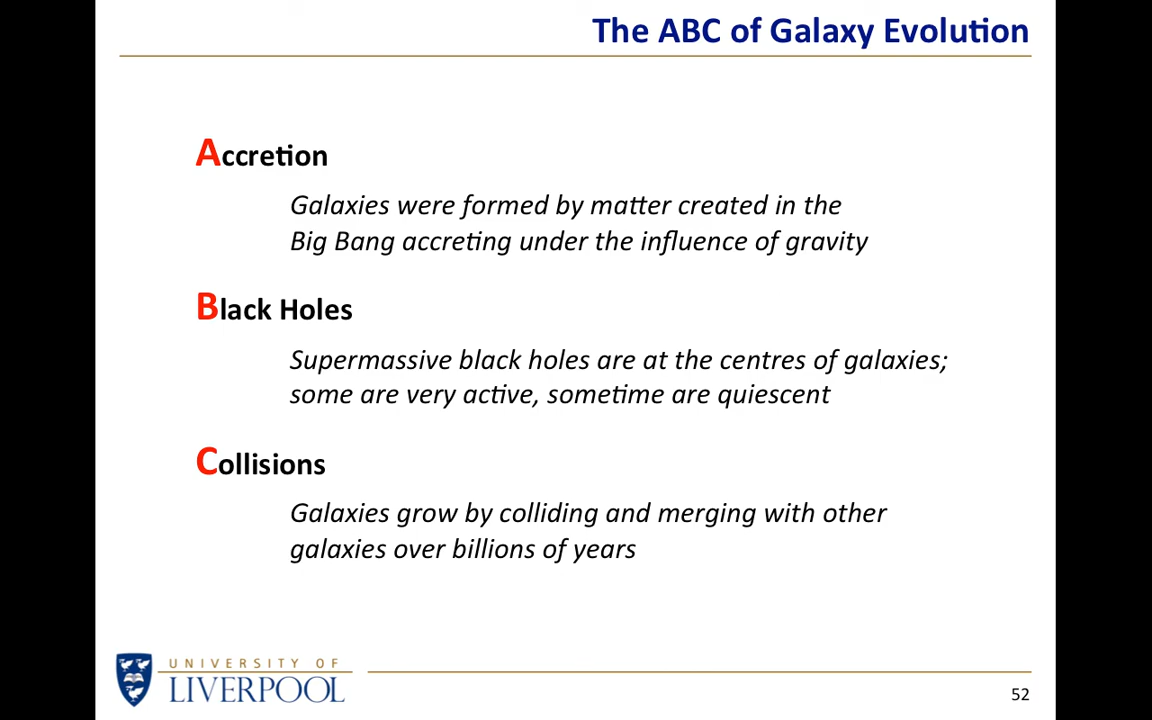 The ABC of Galaxy Evolution
Accretion
Galaxies were formed by matter created in the
Big Bang accreting under the influence of gravity
Black Holes
Supermassive black holes are at the centres of galaxies;
some are very active, sometime are quiescent
Collisions
Galaxies grow by colliding and merging with other
galaxies over billions of years
UNIVERSITY OF
LIVERPOOL
52